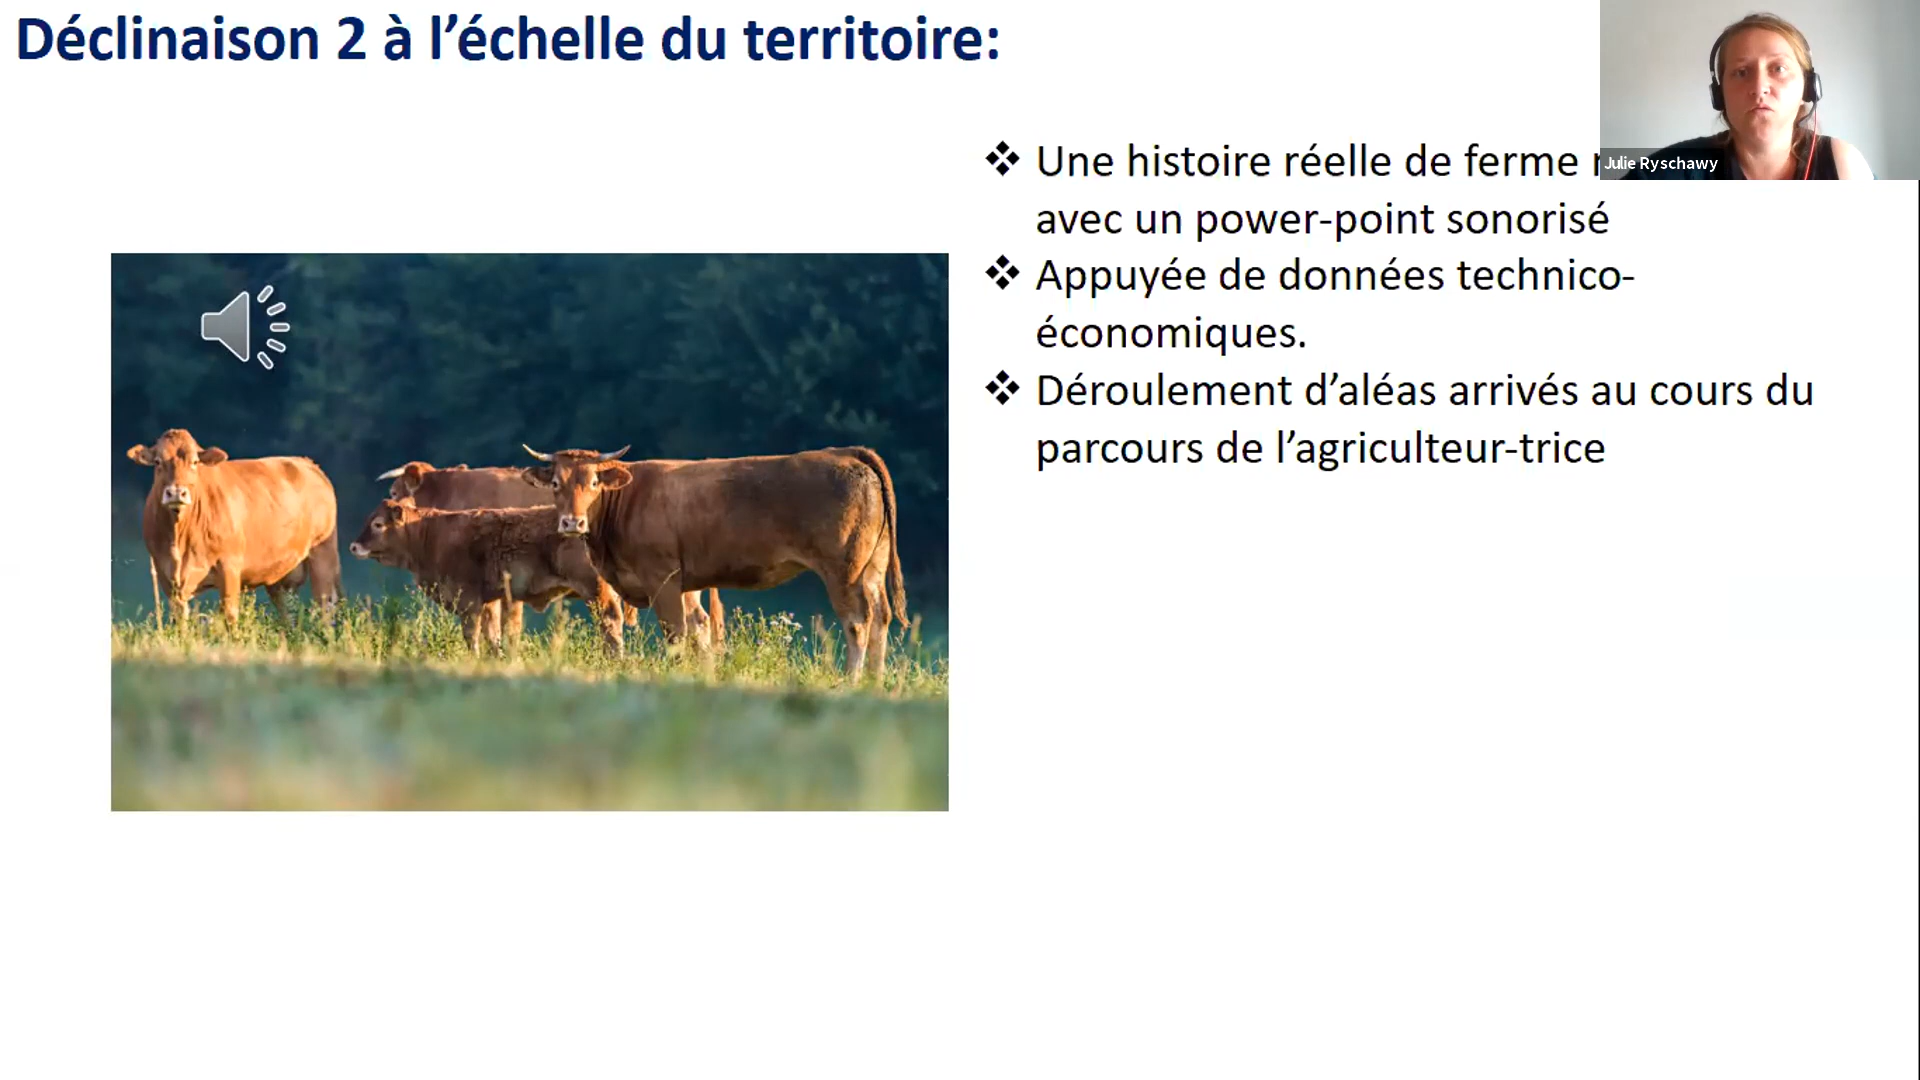 Déclinaison 2 à l’échelle du territoire:
❖ Une histoire réelle de ferme
Julie Ryschawy
avec un power-point sonorisé
❖ Appuyée de données technico-
économiques.
❖ Déroulement d’aléas arrivés au cours du
parcours de l’agriculteur-trice